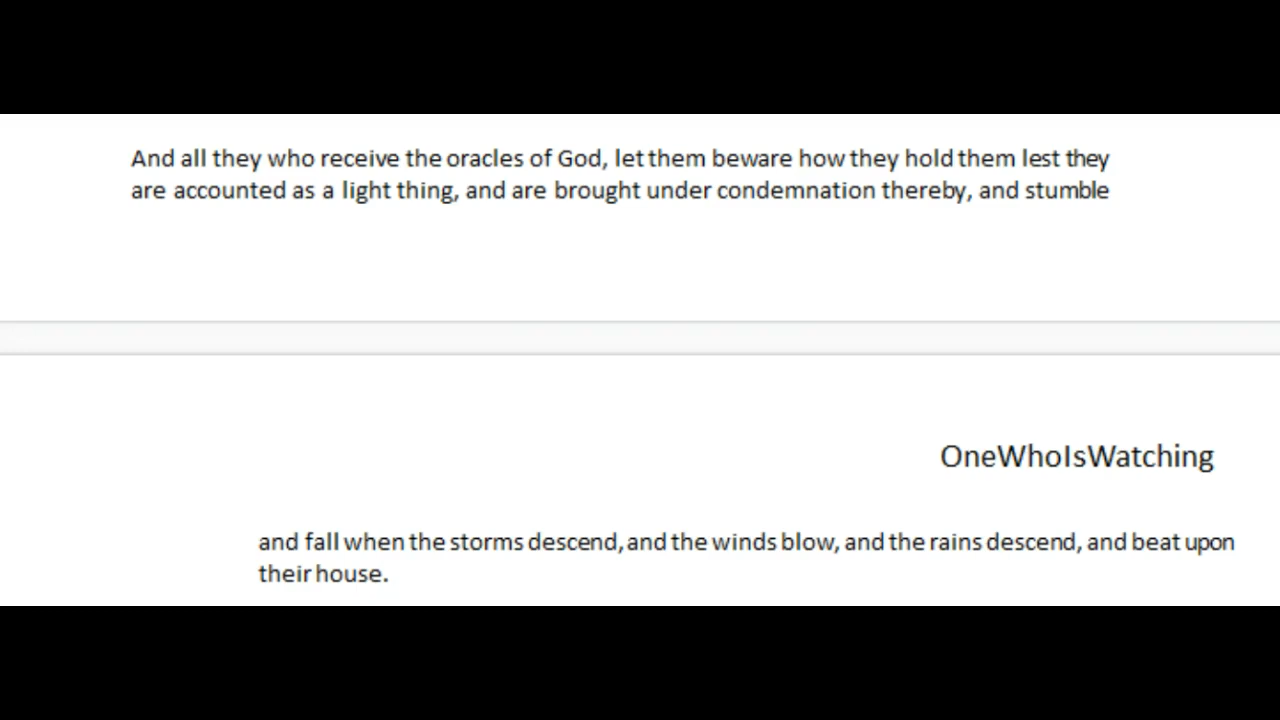 And all they who receive the oracles of God, let them beware how they hold them lest they
are accounted as a light thing, and are brought under condemnation thereby, and stumble
OneWhoIsWatching
and fall when the storms descend, and the winds blow, and the rains descend, and beat upon
their house.